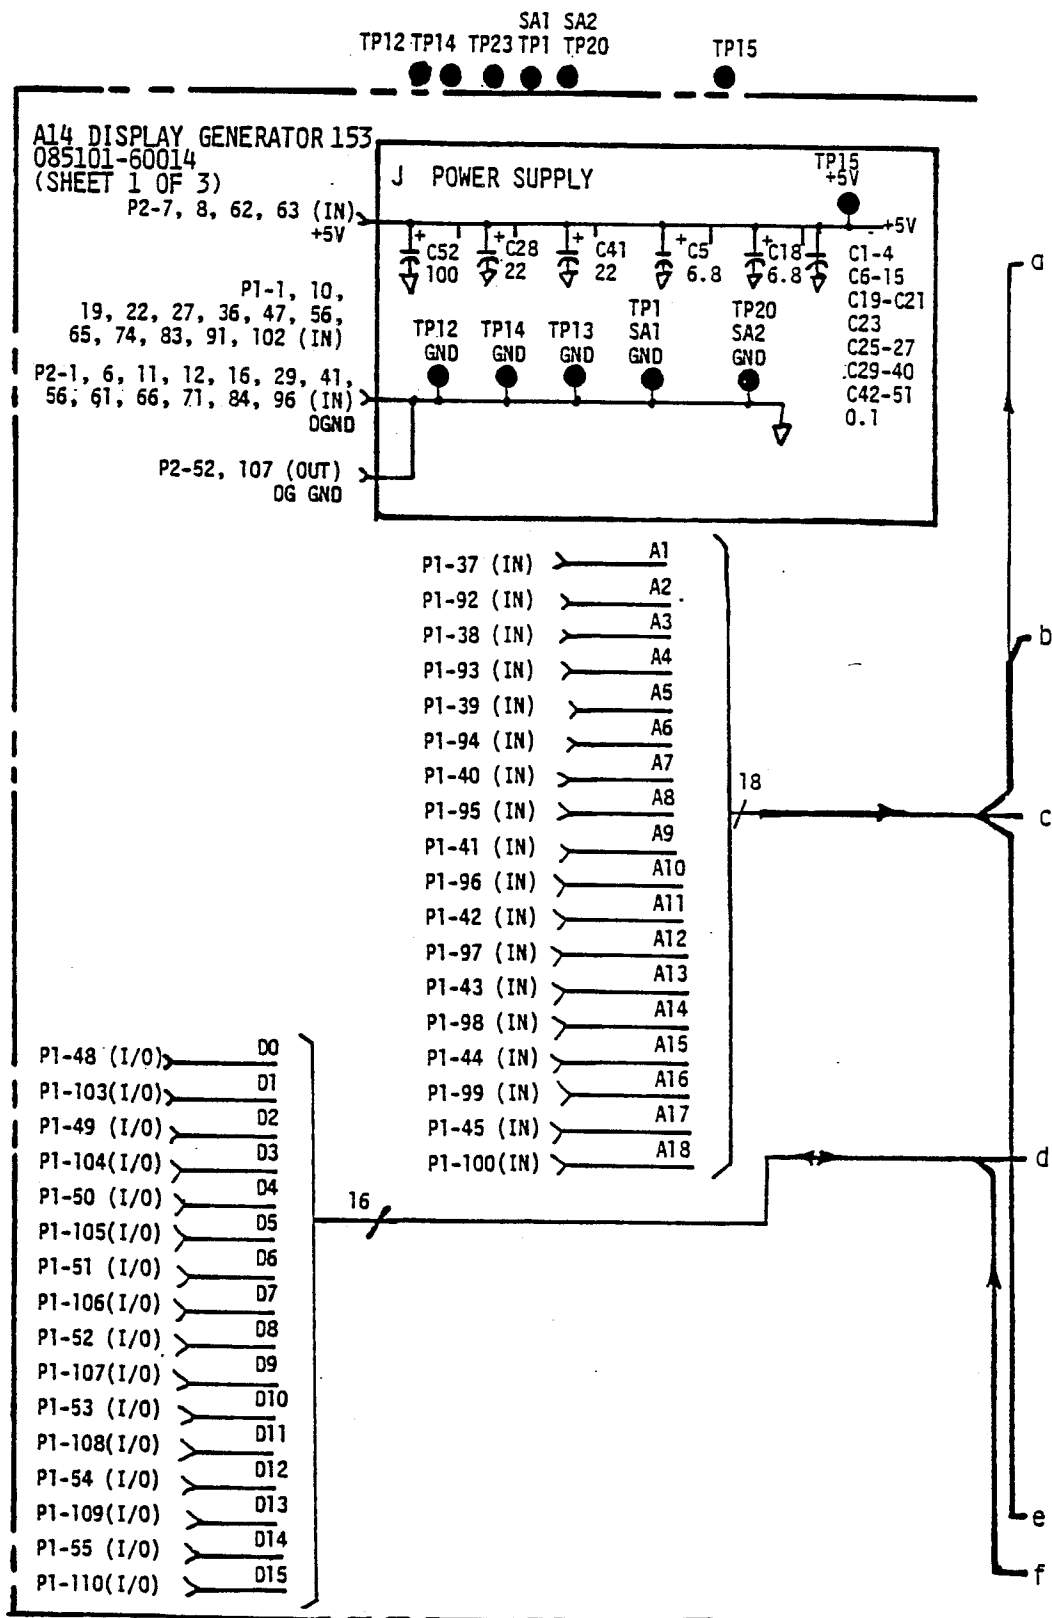 SA1 SA2
TP12 TP14 TP23 TP1 TP20 TP15
A14 DISPLAY GENERATOR 153
085101-60014
(SHEET 1 OF 3)
J POWER SUPPLY
TP15
+5V
P2-7, 8, 62, 63 (IN)
+5V
+5V
+ C52
100
+ C28
22
+ C41
22
+ C5
6.8
+ C18
6.8
C1-4
C6-15
C19-C21
C23
C25-27
C29-40
C42-51
0.1
P1-1, 10,
19, 22, 27, 36, 47, 56,
65, 74, 83, 91, 102 (IN)
TP12
GND
TP14
GND
TP13
GND
TP1
SA1
GND
TP20
SA2
GND
P2-1, 6, 11, 12, 16, 29, 41,
56, 61, 66, 71, 84, 96 (IN)
DGND
P2-52, 107 (OUT)
DG GND
P1-37 (IN) A1
P1-92 (IN) A2
P1-38 (IN) A3
P1-93 (IN) A4
P1-39 (IN) A5
P1-94 (IN) A6
P1-40 (IN) A7
P1-95 (IN) A8
P1-41 (IN) A9
P1-96 (IN) A10
P1-42 (IN) A11
P1-97 (IN) A12
P1-43 (IN) A13
P1-98 (IN) A14
P1-44 (IN) A15
P1-99 (IN) A16
P1-45 (IN) A17
P1-100(IN) A18
18
a
b
c
d
e
f
P1-48 (I/O) D0
P1-103(I/O) D1
P1-49 (I/O) D2
P1-104(I/O) D3
P1-50 (I/O) D4
P1-105(I/O) D5
P1-51 (I/O) D6
P1-106(I/O) D7
P1-52 (I/O) D8
P1-107(I/O) D9
P1-53 (I/O) D10
P1-108(I/O) D11
P1-54 (I/O) D12
P1-109(I/O) D13
P1-55 (I/O) D14
P1-110(I/O) D15
16